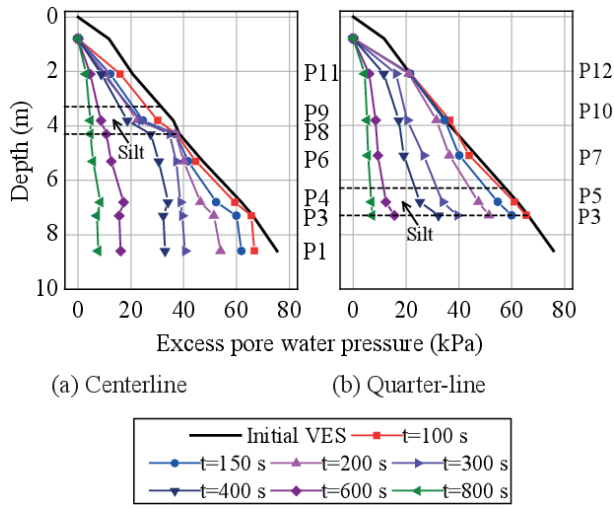 0
2
4
6
8
10
Depth (m)
Silt
P11
P9
P8
P6
P4
P3
P1
Silt
P12
P10
P7
P5
P3
0 20 40 60 80
0 20 40 60 80
Excess pore water pressure (kPa)
(a) Centerline (b) Quarter-line
Initial VES t=100 s
t=150 s t=200 s t=300 s
t=400 s t=600 s t=800 s